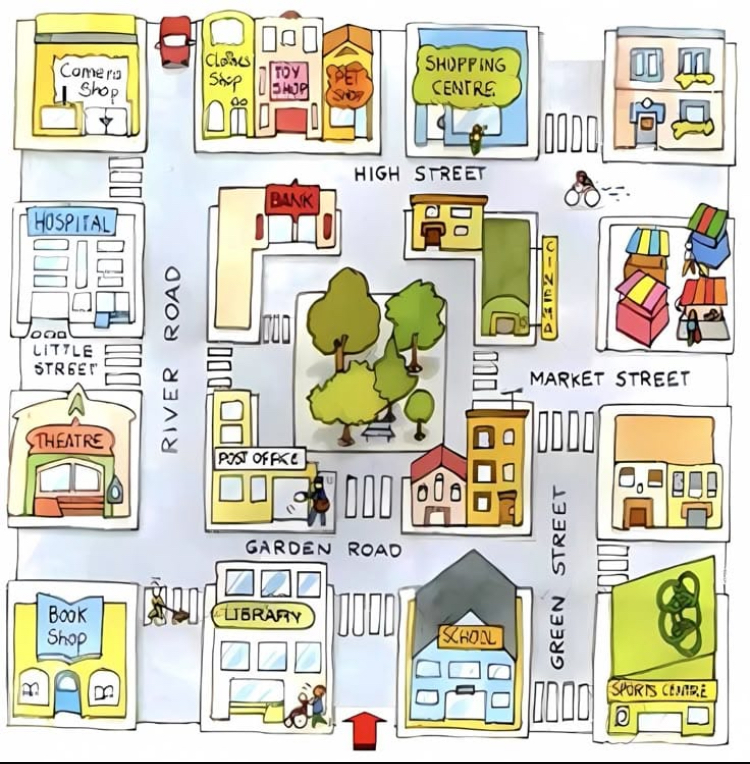 Camera
Shop
Clothes
Shop
TOY
SHOP
PET
SHOP
SHOPPING
CENTRE
HIGH STREET
HOSPITAL
BANK
CINEMA
RIVER ROAD
LITTLE
STREET
MARKET STREET
THEATRE
POST OFFICE
GARDEN ROAD
GREEN STREET
BOOK
Shop
LIBRARY
SCHOOL
SPORTS CENTRE